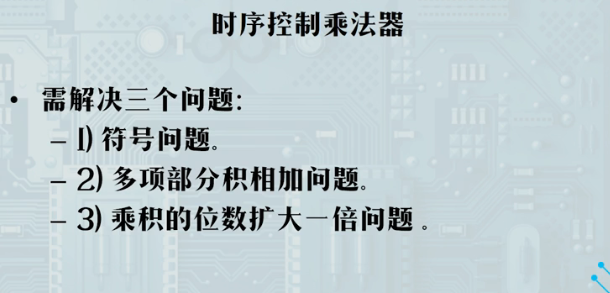 时序控制乘法器
• 需解决三个问题:
– 1) 符号问题。
– 2) 多项部分积相加问题。
– 3) 乘积的位数扩大一倍问题 。